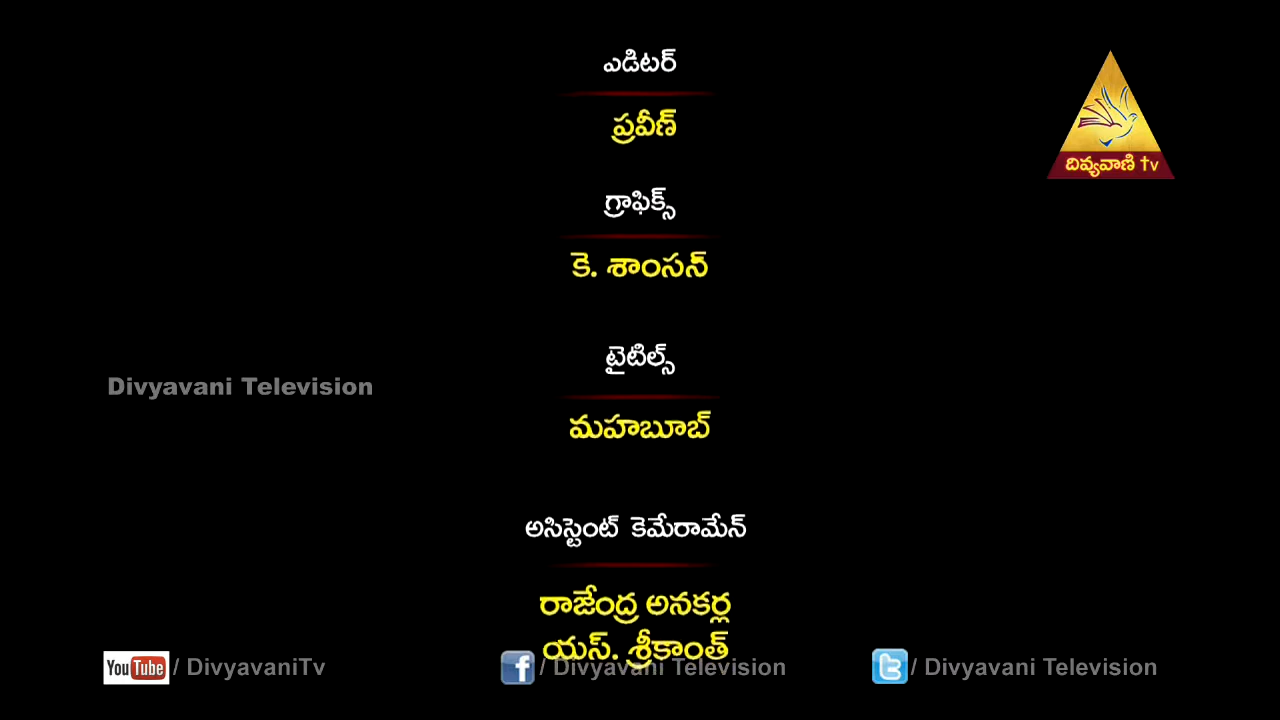 ఎడిటర్
ప్రవీణ్
దివ్యవాణి tv
గ్రాఫిక్స్
కె. శాంసన్
టైటిల్స్
Divyavani Television
మహబూబ్
అసిస్టెంట్ కెమేరామేన్
రాజేంద్ర అనకర్ల
యస్. శ్రీకాంత్
YouTube / DivyavaniTv
f / Divyavani Television
t / Divyavani Television